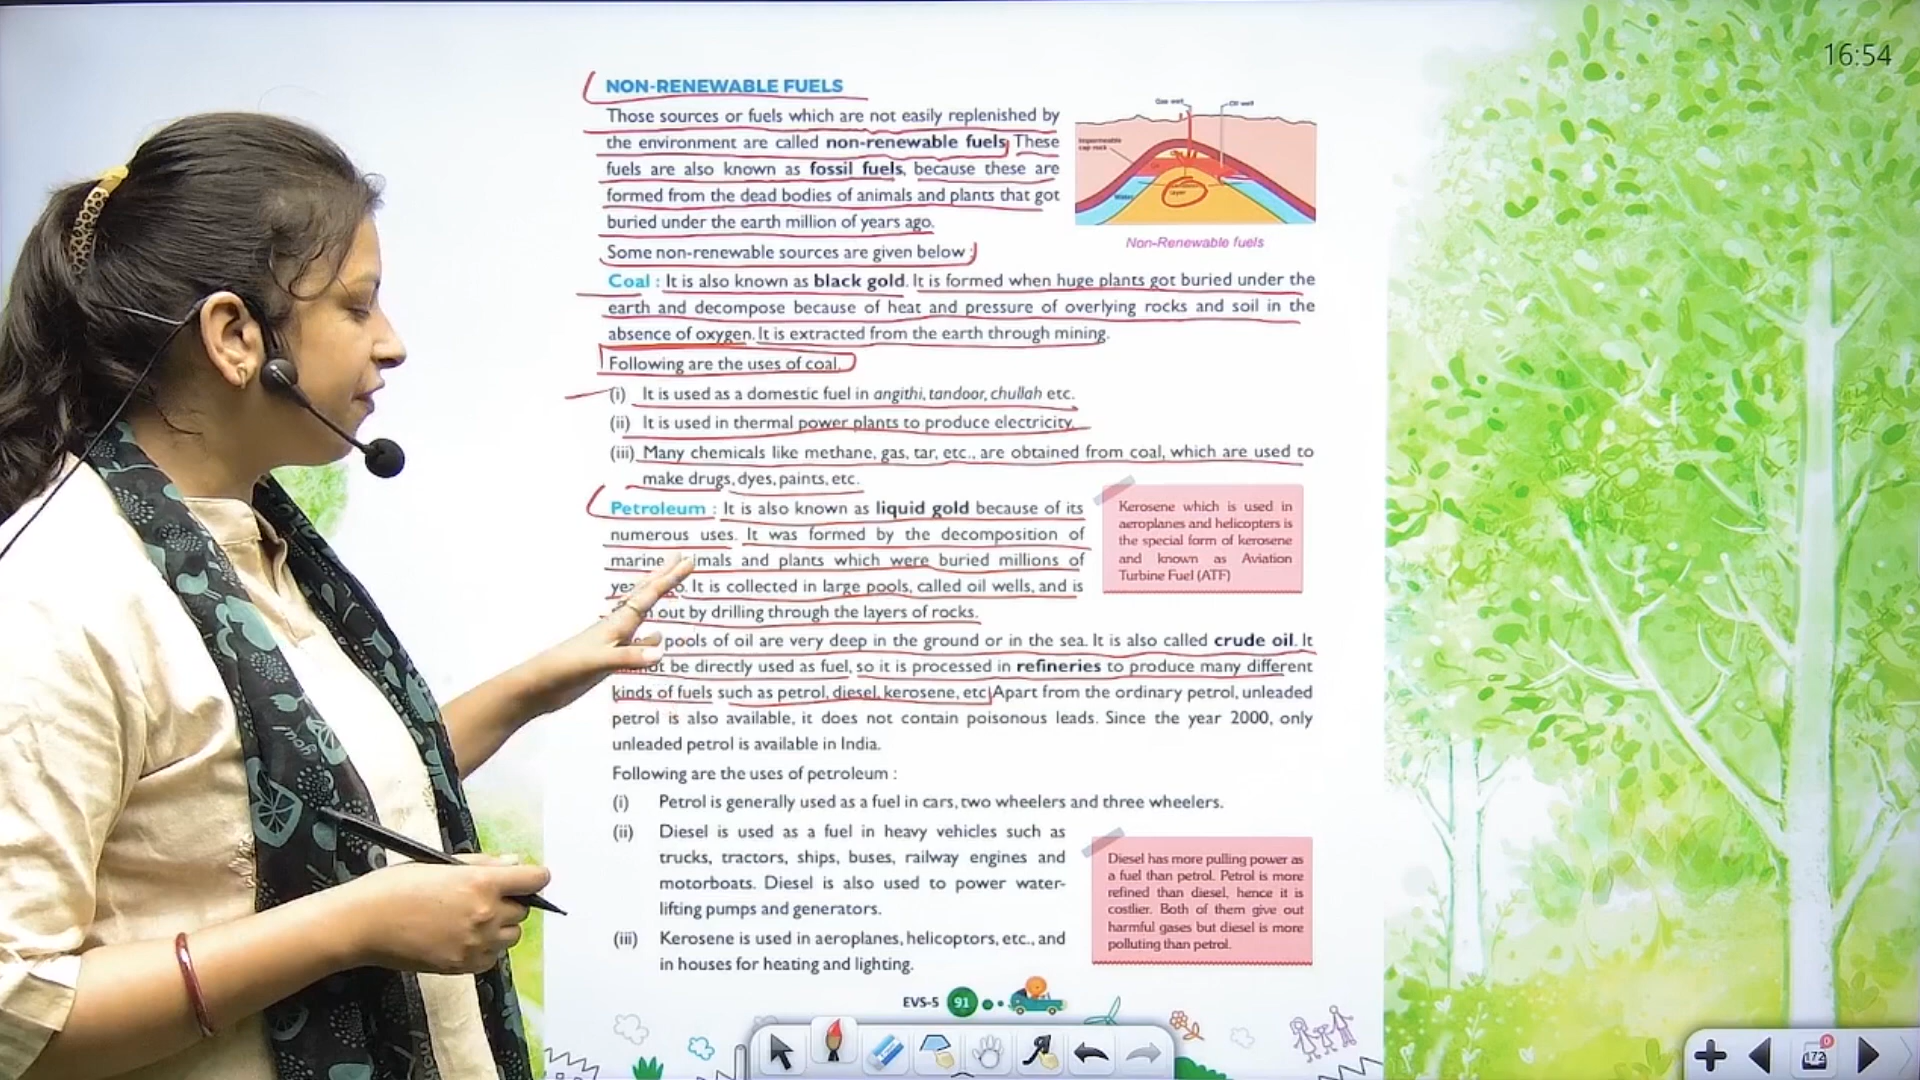 16:54
NON-RENEWABLE FUELS
Those sources or fuels which are not easily replenished by
the environment are called non-renewable fuels. These
fuels are also known as fossil fuels, because these are
formed from the dead bodies of animals and plants that got
buried under the earth million of years ago.
Some non-renewable sources are given below :
Gas well
Oil well
Impermeable
cap rock
Water
layer
Non-Renewable fuels
Coal : It is also known as black gold. It is formed when huge plants got buried under the
earth and decompose because of heat and pressure of overlying rocks and soil in the
absence of oxygen. It is extracted from the earth through mining.
Following are the uses of coal.
(i) It is used as a domestic fuel in angithi, tandoor, chullah etc.
(ii) It is used in thermal power plants to produce electricity.
(iii) Many chemicals like methane, gas, tar, etc., are obtained from coal, which are used to
make drugs, dyes, paints, etc.
Petroleum : It is also known as liquid gold because of its
numerous uses. It was formed by the decomposition of
marine and plants which were buried millions of
It is collected in large pools, called oil wells, and is
out by drilling through the layers of rocks.
pools of oil are very deep in the ground or in the sea. It is also called crude oil. It
be directly used as fuel, so it is processed in refineries to produce many different
kinds of fuels such as petrol, diesel, kerosene, etc. Apart from the ordinary petrol, unleaded
petrol is also available, it does not contain poisonous leads. Since the year 2000, only
unleaded petrol is available in India.
Kerosene which is used in
aeroplanes and helicopters is
the special form of kerosene
and known as Aviation
Turbine Fuel (ATF)
Following are the uses of petroleum :
(i) Petrol is generally used as a fuel in cars, two wheelers and three wheelers.
(ii) Diesel is used as a fuel in heavy vehicles such as
trucks, tractors, ships, buses, railway engines and
motorboats. Diesel is also used to power water-
lifting pumps and generators.
(iii) Kerosene is used in aeroplanes, helicoptors, etc., and
in houses for heating and lighting.
Diesel has more pulling power as
a fuel than petrol. Petrol is more
refined than diesel, hence it is
costlier. Both of them give out
harmful gases but diesel is more
polluting than petrol.
EVS-5 91
172
0